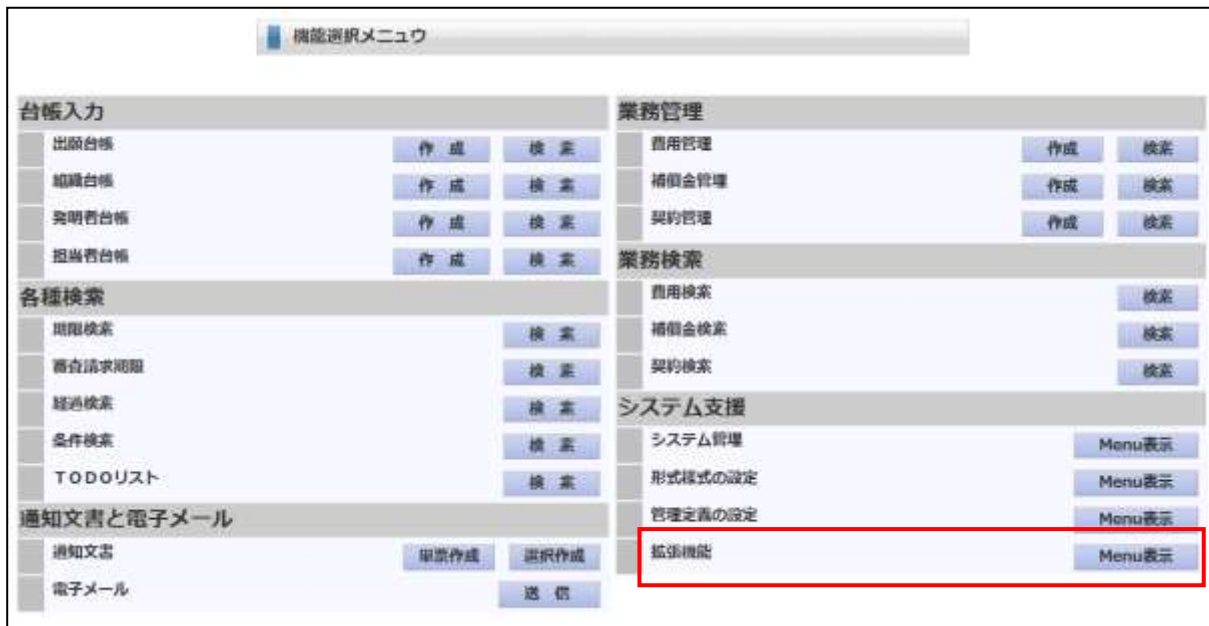 機能選択メニュウ
台帳入力
出願台帳 作 成 検 索
組織台帳 作 成 検 索
発明者台帳 作 成 検 索
担当者台帳 作 成 検 索
各種検索
期限検索 検 索
審査請求期限 検 索
経過検索 検 索
条件検索 検 索
TODOリスト 検 索
通知文書と電子メール
通知文書 単票作成 選択作成
電子メール 送 信
業務管理
費用管理 作成 検索
補償金管理 作成 検索
契約管理 作成 検索
業務検索
費用検索 検索
補償金検索 検索
契約検索 検索
システム支援
システム管理 Menu表示
形式様式の設定 Menu表示
管理定義の設定 Menu表示
拡張機能 Menu表示